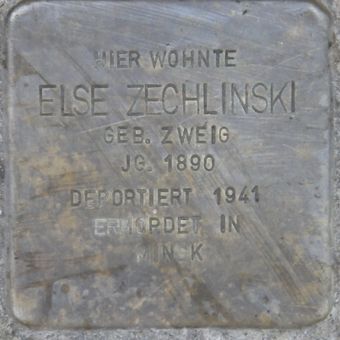 HIER WOHNTE
ELSE ZECHLINSKI
GEB. ZWEIG
JG. 1890
DEPORTIERT 1941
ERMORDET IN
MINSK